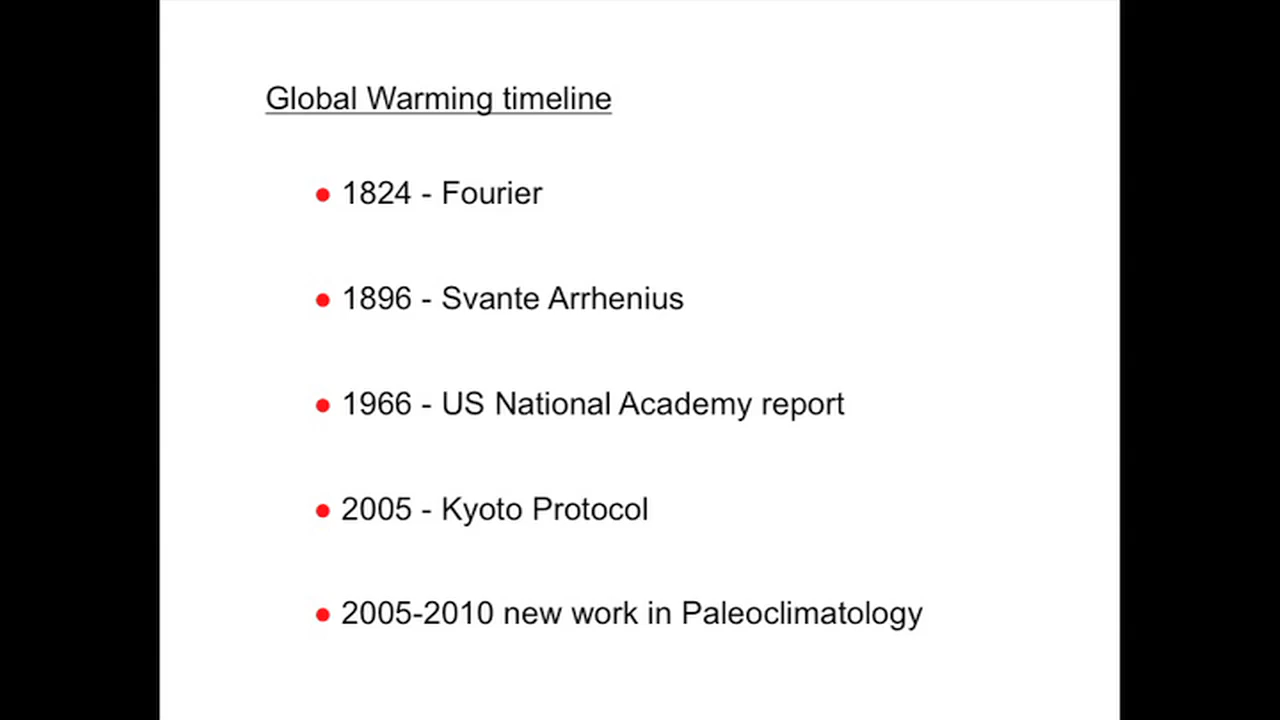 Global Warming timeline
• 1824 - Fourier
• 1896 - Svante Arrhenius
• 1966 - US National Academy report
• 2005 - Kyoto Protocol
• 2005-2010 new work in Paleoclimatology